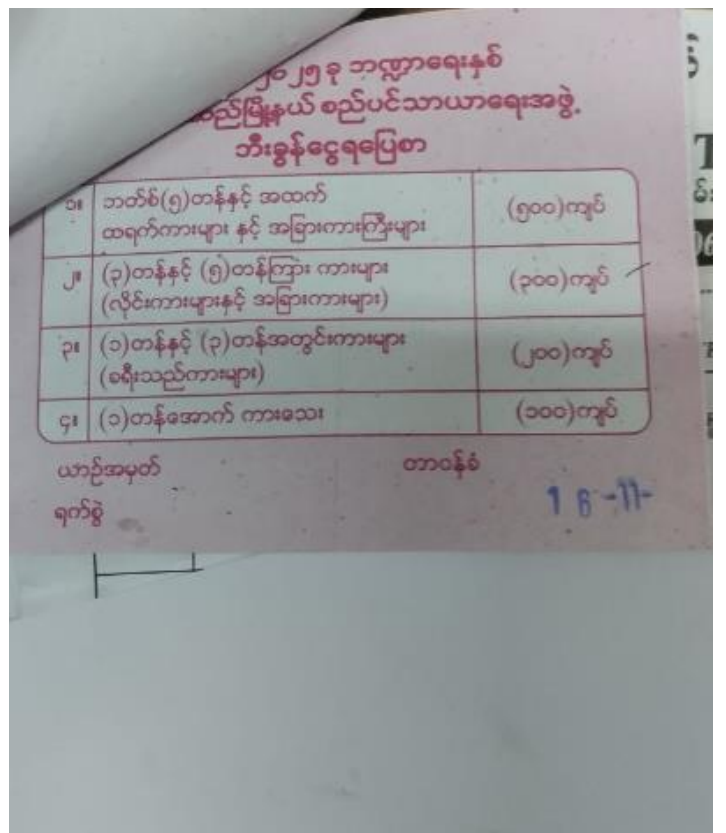 ၂၀၂၅ ခု ဘဏ္ဍာရေးနှစ်
မြို့နယ် စည်ပင်သာယာရေးအဖွဲ့
ဘီးခွန်ငွေရပြေစာ
၁။ ဘတ်စ်(၅)တန်နှင့် အထက် (၅၀၀)ကျပ်
ထရက်ကားများ နှင့် အခြားကားကြီးများ
၂။ (၃)တန်နှင့် (၅)တန်ကြား ကားများ (၃၀၀)ကျပ်
(လိုင်းကားများနှင့် အခြားကားများ)
၃။ (၁)တန်နှင့် (၃)တန်အတွင်းကားများ (၂၀၀)ကျပ်
(ခရီးသည်ကားများ)
၄။ (၁)တန်အောက် ကားသေး (၁၀၀)ကျပ်
ယာဉ်အမှတ် တာဝန်ခံ
ရက်စွဲ 16-11-